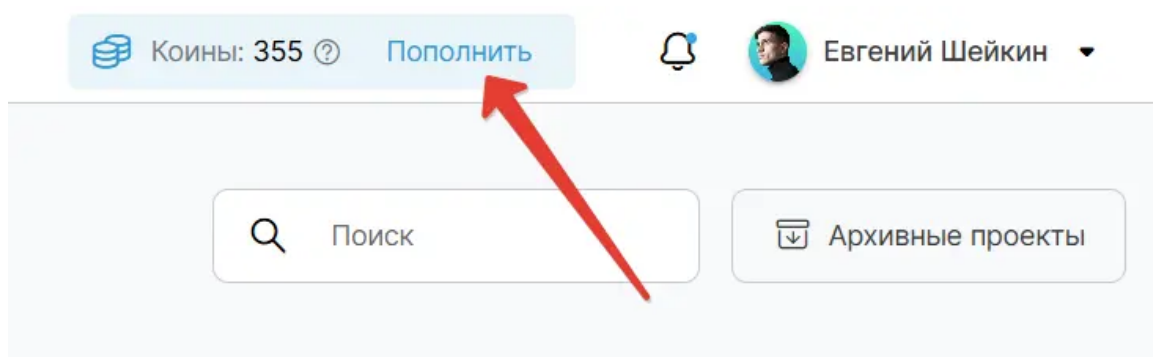 Коины: 355 Пополнить Евгений Шейкин
Поиск Архивные проекты